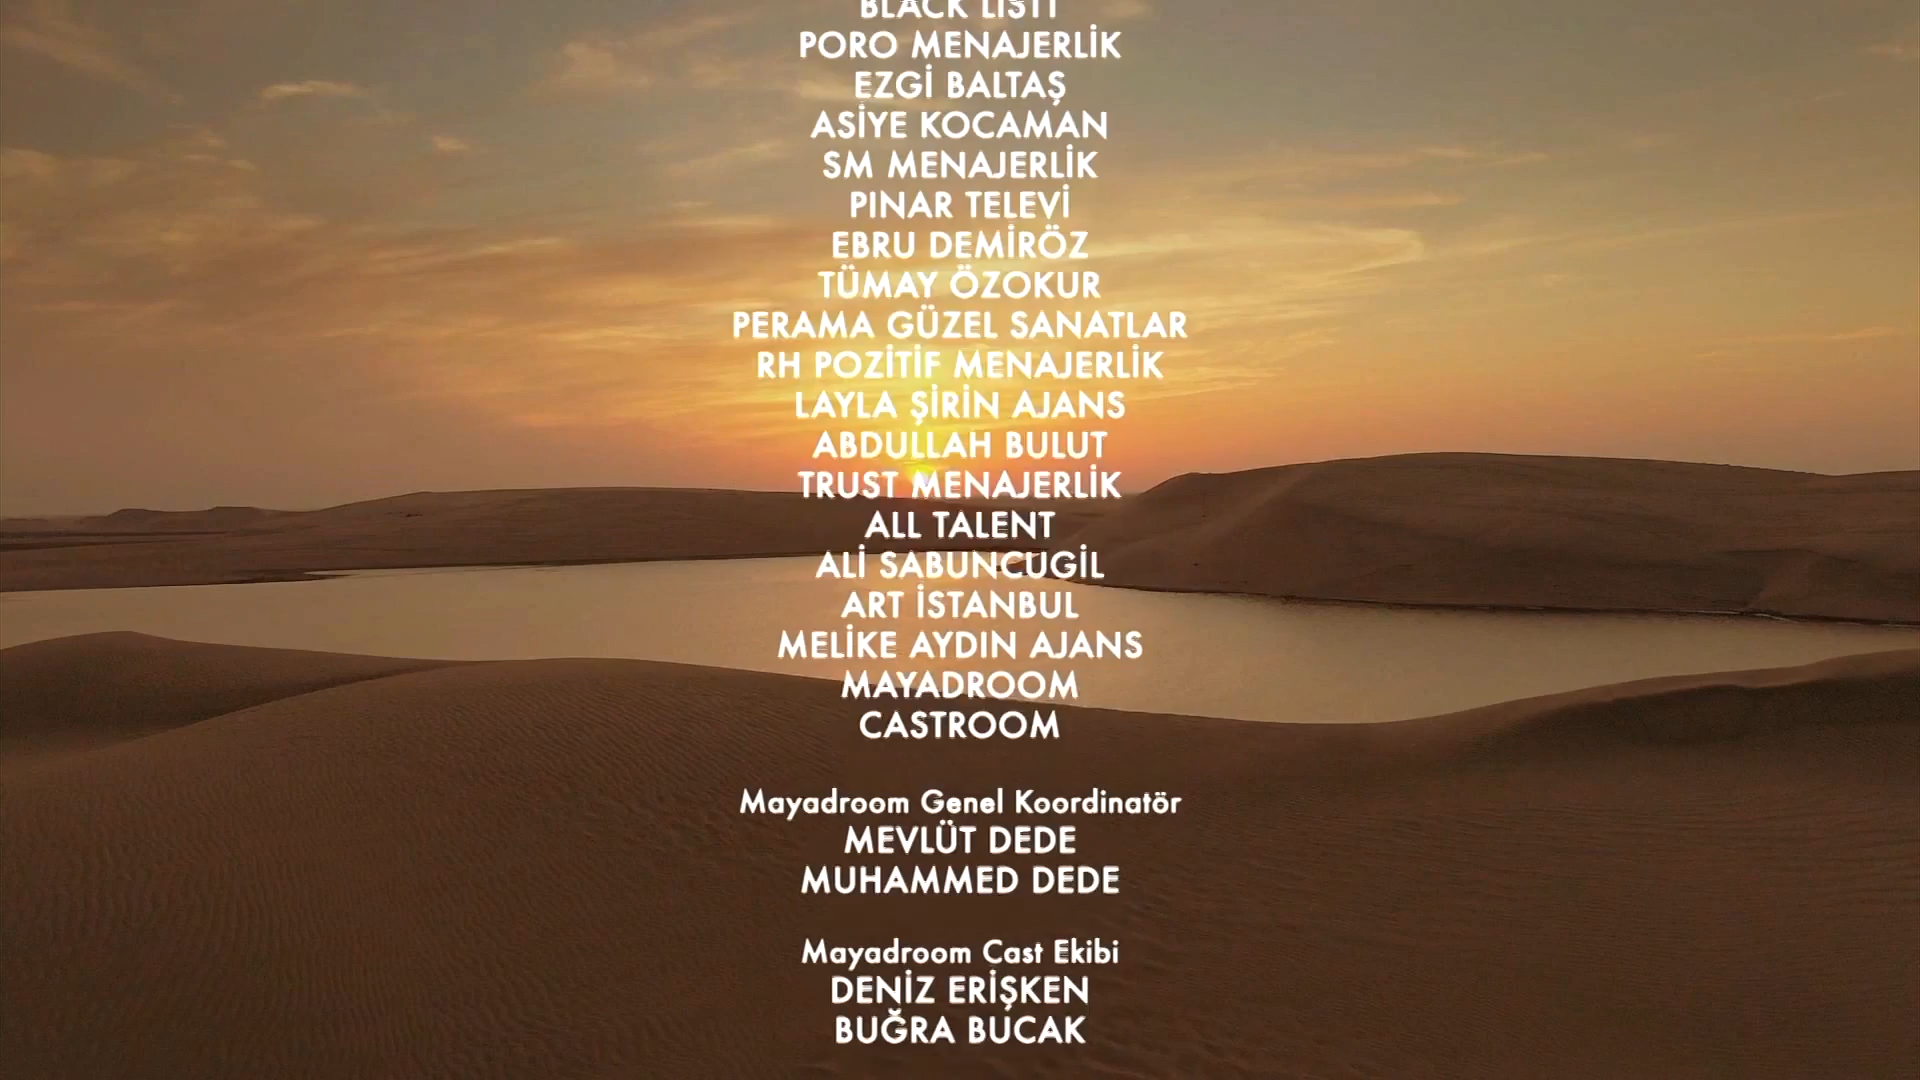 BLACK LISTT
PORO MENAJERLİK
EZGİ BALTAŞ
ASİYE KOCAMAN
SM MENAJERLİK
PINAR TELEVİ
EBRU DEMİRÖZ
TÜMAY ÖZOKUR
PERAMA GÜZEL SANATLAR
RH POZİTİF MENAJERLİK
LAYLA ŞİRİN AJANS
ABDULLAH BULUT
TRUST MENAJERLİK
ALL TALENT
ALİ SABUNCUGİL
ART İSTANBUL
MELİKE AYDIN AJANS
MAYADROOM
CASTROOM
Mayadroom Genel Koordinatör
MEVLÜT DEDE
MUHAMMED DEDE
Mayadroom Cast Ekibi
DENİZ ERİŞKEN
BUĞRA BUCAK